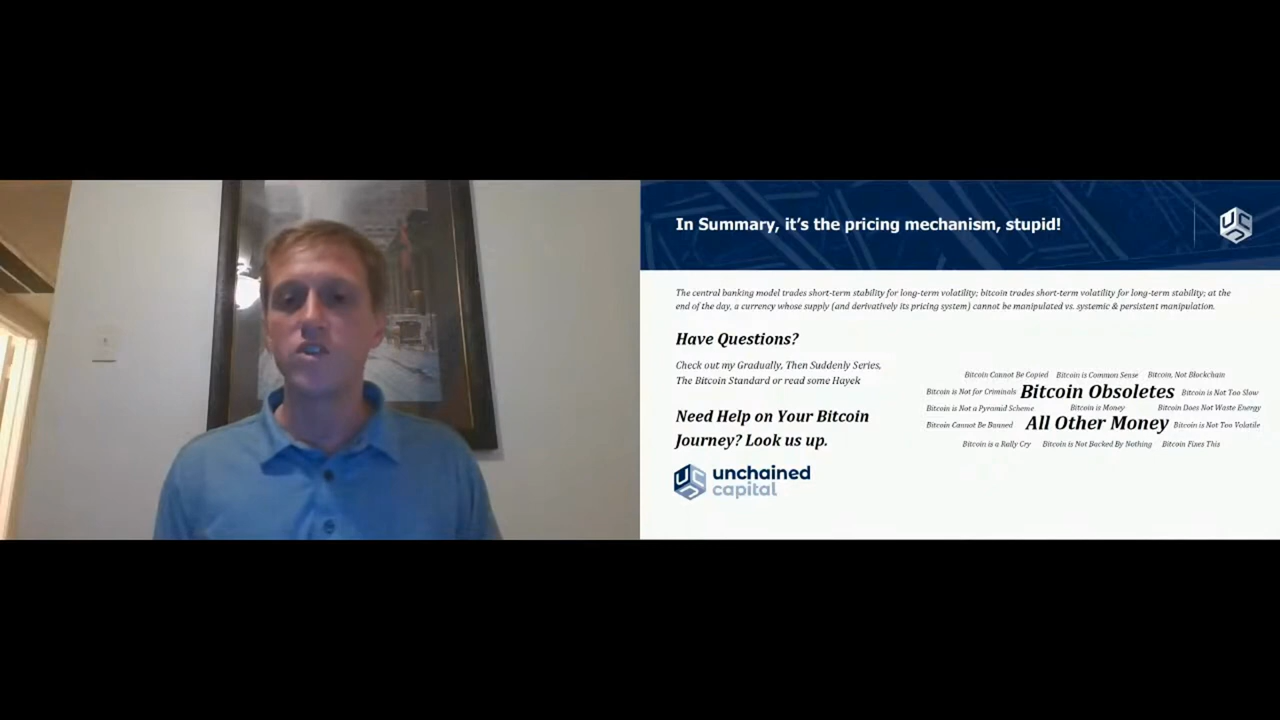 In Summary, it's the pricing mechanism, stupid!
The central banking model trades short-term stability for long-term volatility; bitcoin trades short-term volatility for long-term stability; at the
end of the day, a currency whose supply (and derivatively its pricing system) cannot be manipulated vs. systemic & persistent manipulation.
Have Questions?
Check out my Gradually, Then Suddenly Series,
The Bitcoin Standard or read some Hayek
Need Help on Your Bitcoin
Journey? Look us up.
unchained
capital
Bitcoin Cannot Be Copied Bitcoin is Common Sense Bitcoin, Not Blockchain
Bitcoin is Not for Criminals Bitcoin Obsoletes Bitcoin is Not Too Slow
Bitcoin is Not a Pyramid Scheme Bitcoin is Money Bitcoin Does Not Waste Energy
Bitcoin Cannot Be Banned All Other Money Bitcoin is Not Too Volatile
Bitcoin is a Rally Cry Bitcoin is Not Backed By Nothing Bitcoin Fixes This